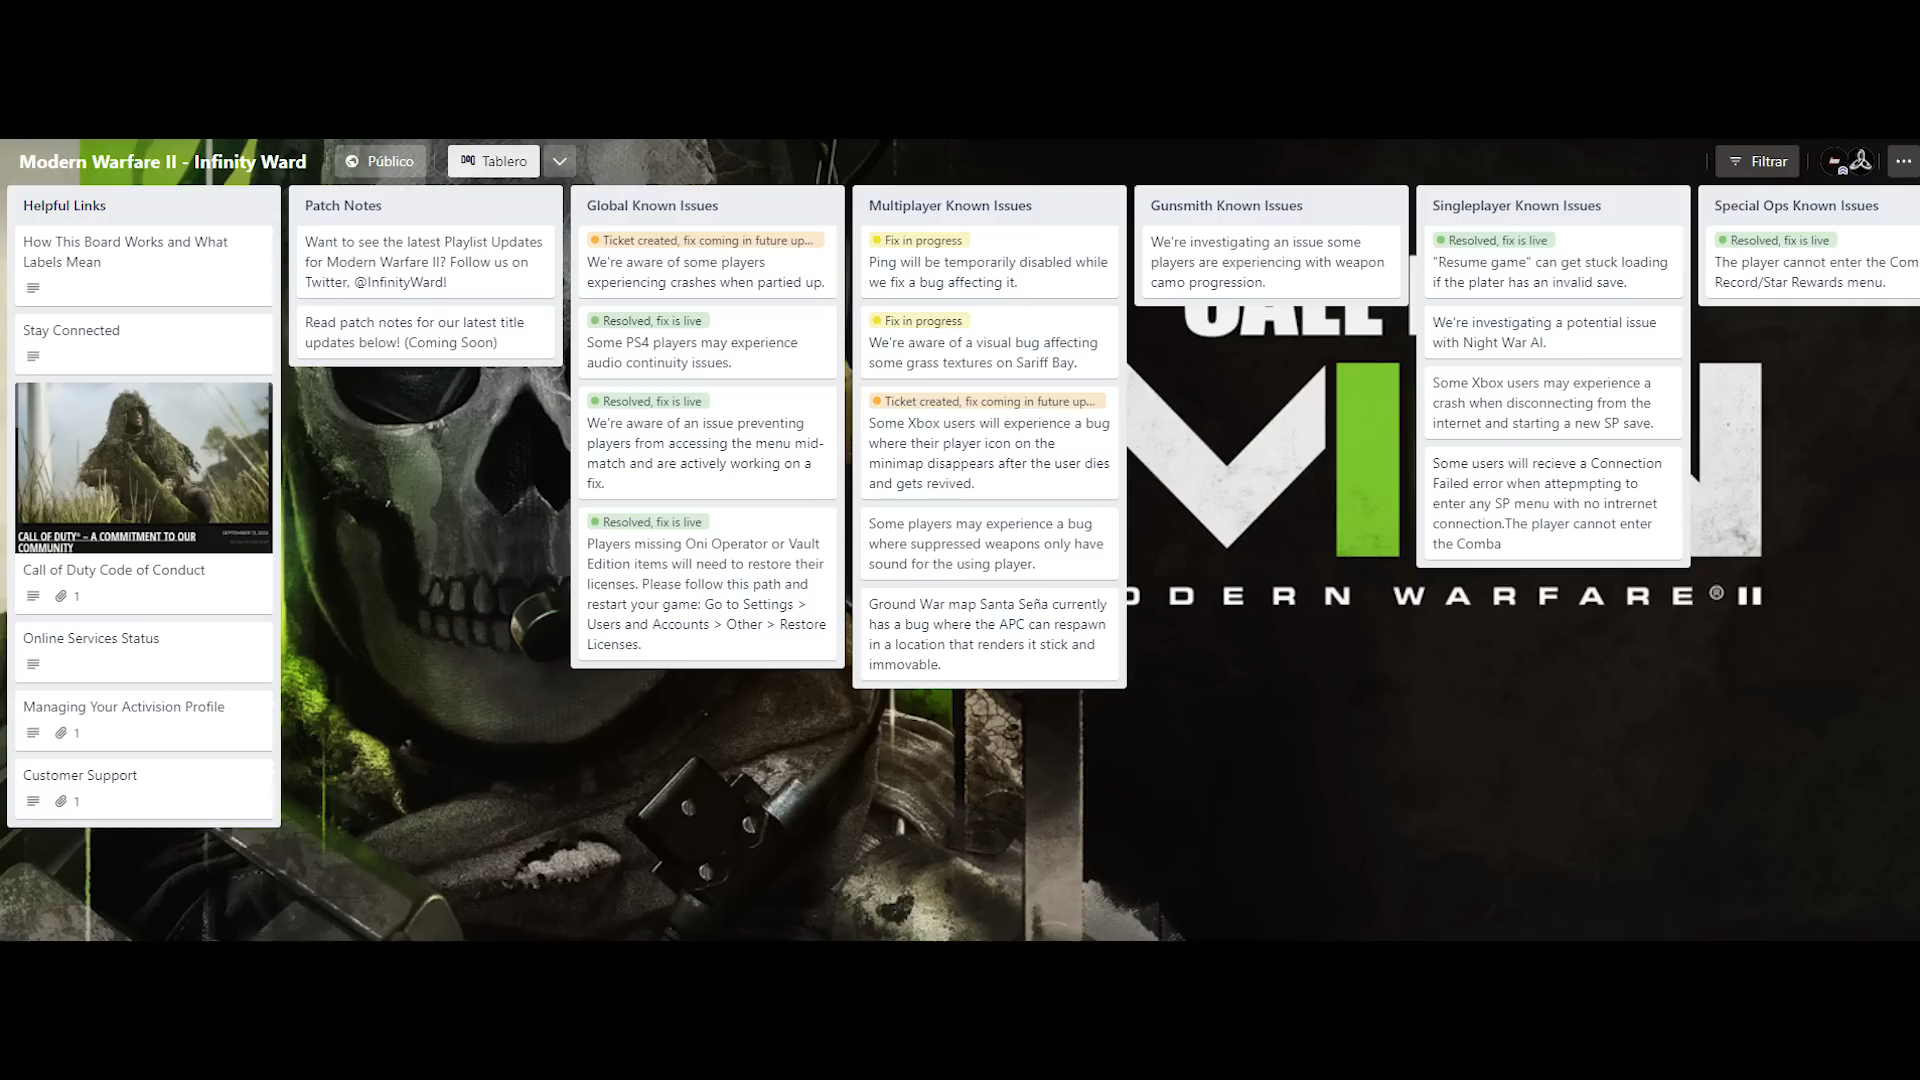 Modern Warfare II - Infinity Ward
Público
Tablero
Filtrar
Helpful Links
How This Board Works and What
Labels Mean
Stay Connected
CALL OF DUTY® – A COMMITMENT TO OUR
COMMUNITY
Call of Duty Code of Conduct
1
Online Services Status
Managing Your Activision Profile
1
Customer Support
1
Patch Notes
Want to see the latest Playlist Updates
for Modern Warfare II? Follow us on
Twitter, @InfinityWard!
Read patch notes for our latest title
updates below! (Coming Soon)
Global Known Issues
Ticket created, fix coming in future up...
We're aware of some players
experiencing crashes when partied up.
Resolved, fix is live
Some PS4 players may experience
audio continuity issues.
Resolved, fix is live
We're aware of an issue preventing
players from accessing the menu mid-
match and are actively working on a
fix.
Resolved, fix is live
Players missing Oni Operator or Vault
Edition items will need to restore their
licenses. Please follow this path and
restart your game: Go to Settings >
Users and Accounts > Other > Restore
Licenses.
Multiplayer Known Issues
Fix in progress
Ping will be temporarily disabled while
we fix a bug affecting it.
Fix in progress
We're aware of a visual bug affecting
some grass textures on Sariff Bay.
Ticket created, fix coming in future up...
Some Xbox users will experience a bug
where their player icon on the
minimap disappears after the user dies
and gets revived.
Some players may experience a bug
where suppressed weapons only have
sound for the using player.
Ground War map Santa Seña currently
has a bug where the APC can respawn
in a location that renders it stick and
immovable.
Gunsmith Known Issues
We're investigating an issue some
players are experiencing with weapon
camo progression.
Singleplayer Known Issues
Resolved, fix is live
"Resume game" can get stuck loading
if the plater has an invalid save.
We're investigating a potential issue
with Night War AI.
Some Xbox users may experience a
crash when disconnecting from the
internet and starting a new SP save.
Some users will recieve a Connection
Failed error when attepmpting to
enter any SP menu with no intrernet
connection.The player cannot enter
the Comba
Special Ops Known Issues
Resolved, fix is live
The player cannot enter the Com
Record/Star Rewards menu.
CALL
ODERN WARFARE® II